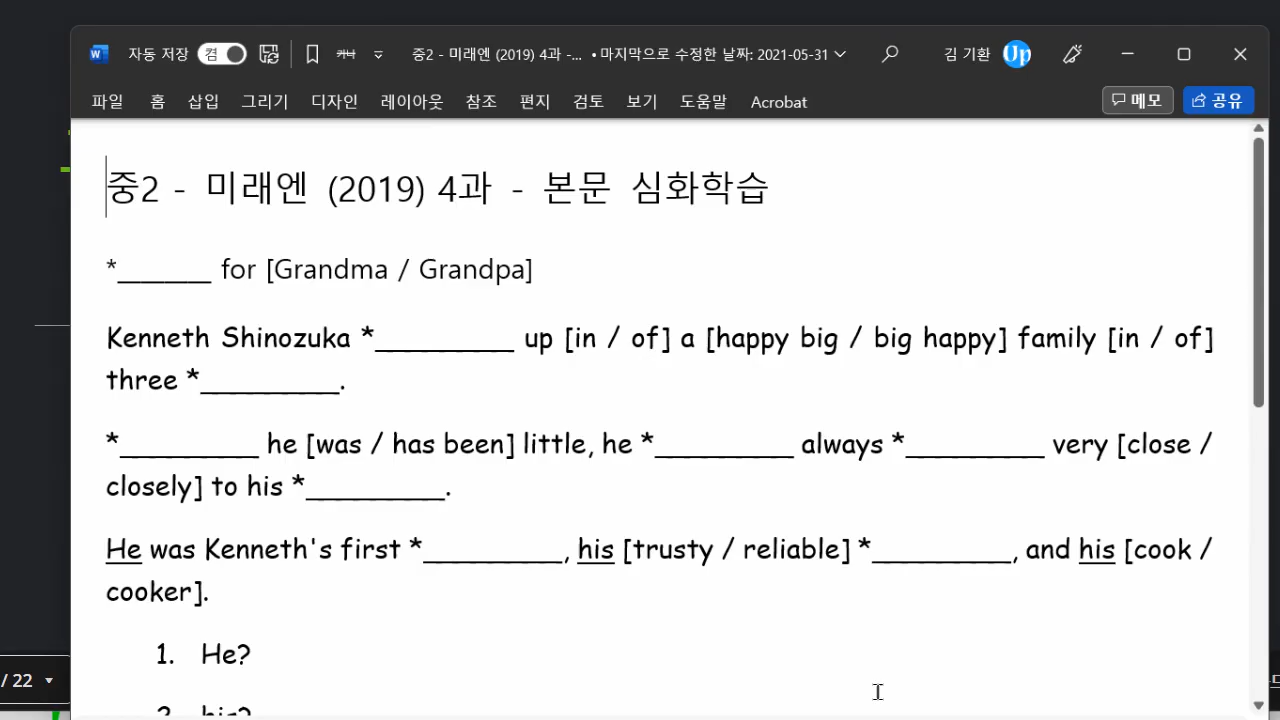 자동 저장 켬 가나 중2 - 미래엔 (2019) 4과 -... • 마지막으로 수정한 날짜: 2021-05-31 김 기환 Up
파일 홈 삽입 그리기 디자인 레이아웃 참조 편지 검토 보기 도움말 Acrobat 메모 공유
중2 - 미래엔 (2019) 4과 - 본문 심화학습
*________ for [Grandma / Grandpa]
Kenneth Shinozuka *_________ up [in / of] a [happy big / big happy] family [in / of]
three *_________.
*_________ he [was / has been] little, he *_________ always *_________ very [close /
closely] to his *_________.
He was Kenneth's first *_________, his [trusty / reliable] *_________, and his [cook /
cooker].
1. He?
2. his?
/ 22